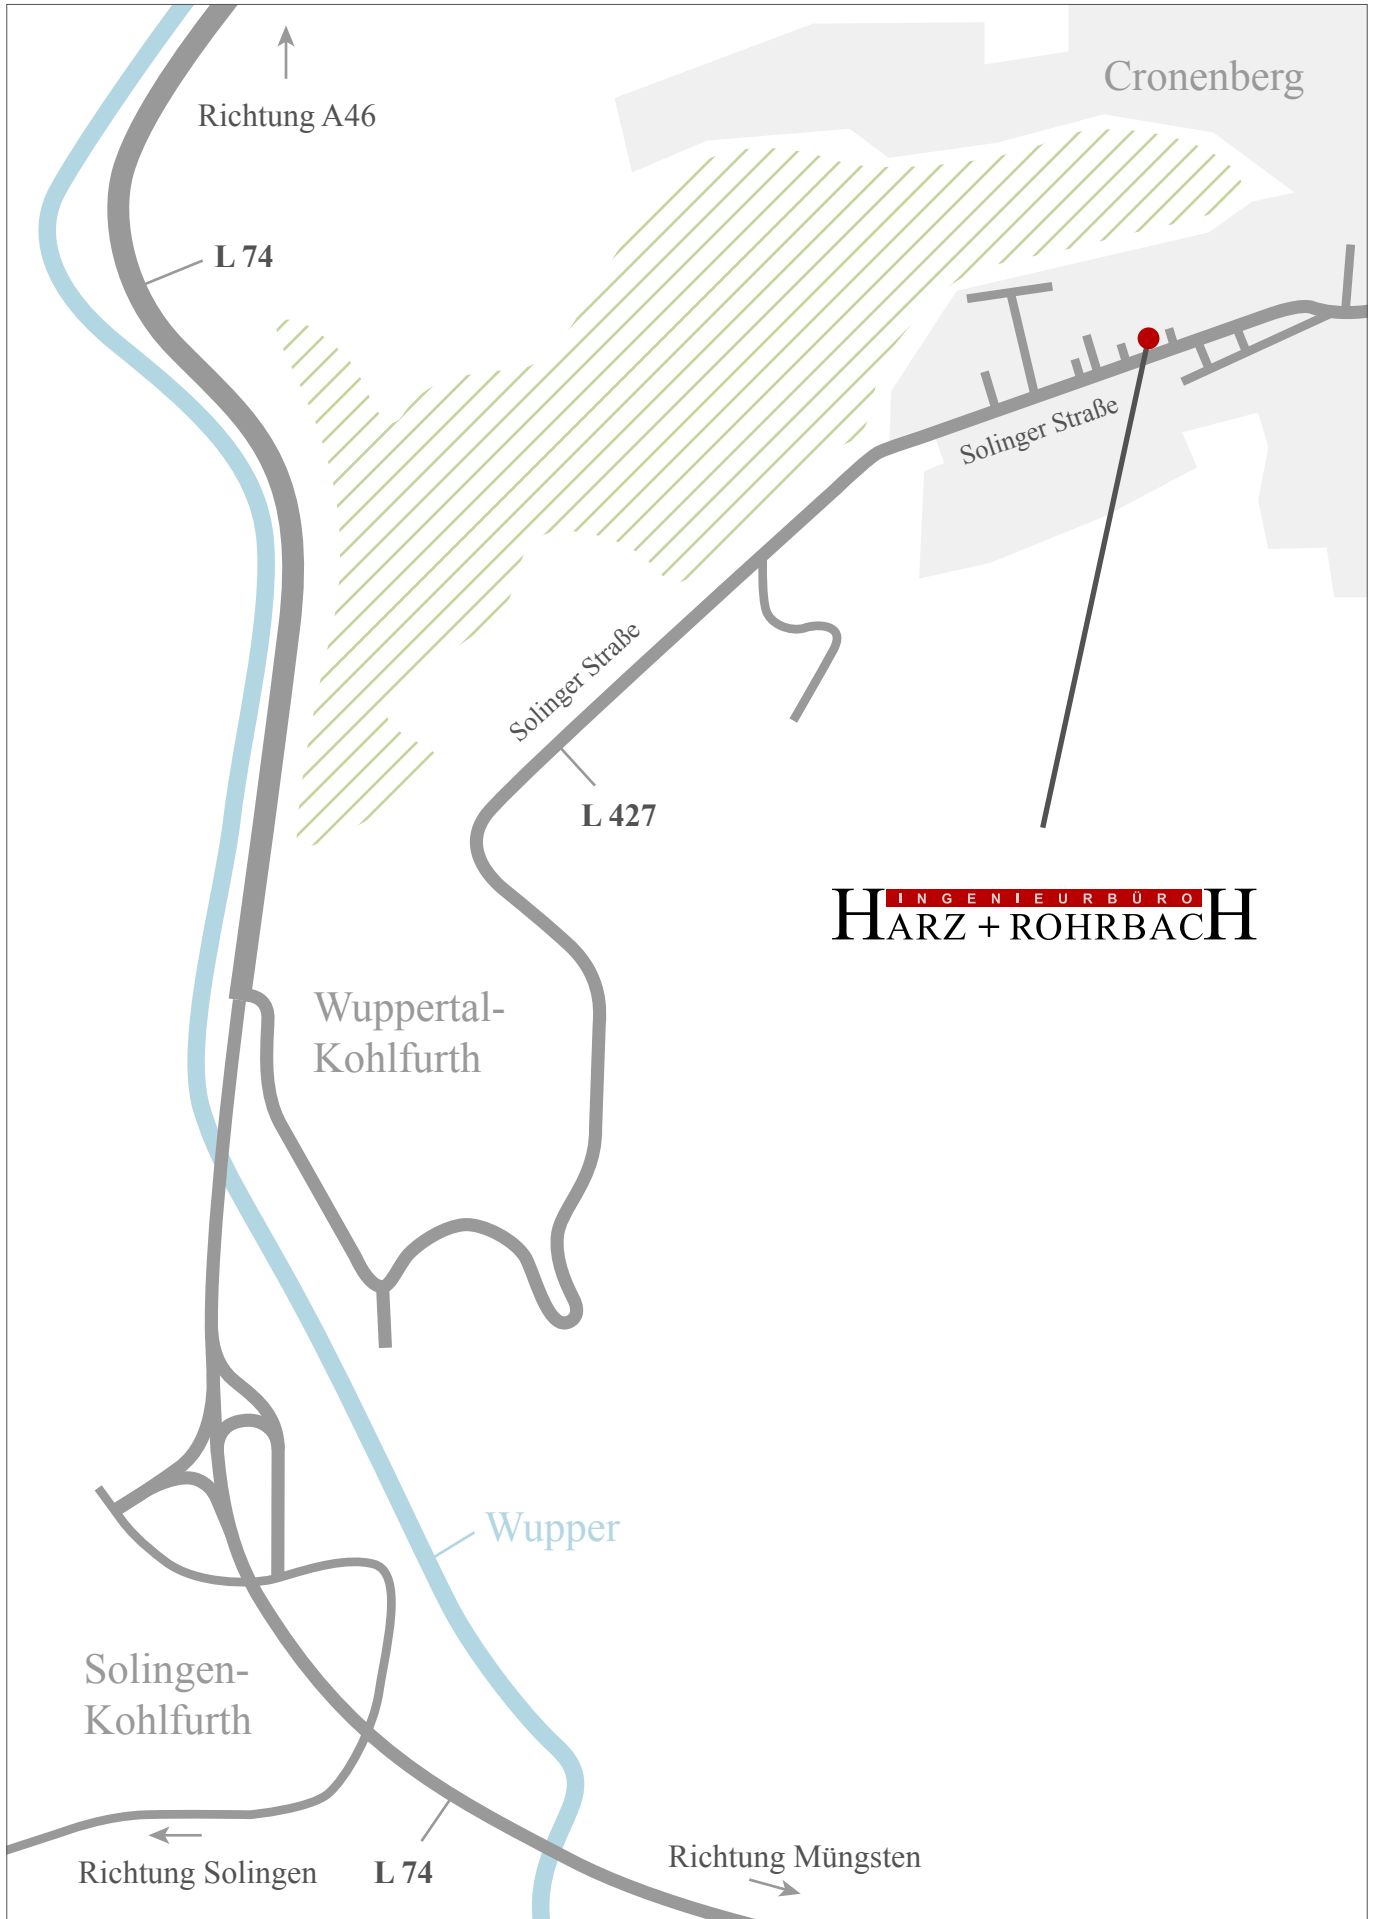 Cronenberg
Richtung A46
L 74
Solinger Straße
Solinger Straße
L 427
INGENIEURBÜRO
HARZ + ROHRBACH
Wuppertal-
Kohlfurth
Wupper
Solingen-
Kohlfurth
Richtung Müngsten
Richtung Solingen
L 74